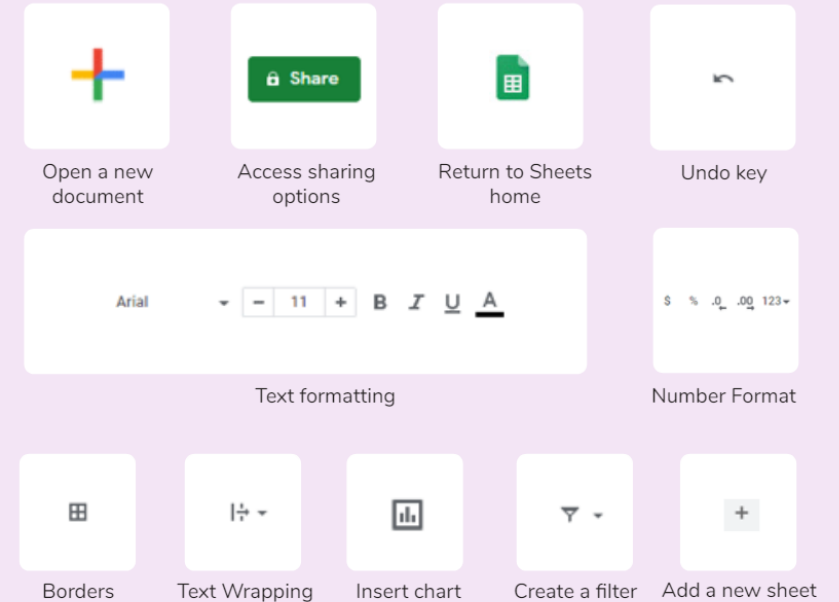 Share
Open a new
document
Access sharing
options
Return to Sheets
home
Undo key
Arial - 11 + B I U A
Text formatting
$ % .0 .00 123
Number Format
Borders
Text Wrapping
Insert chart
Create a filter
+
Add a new sheet